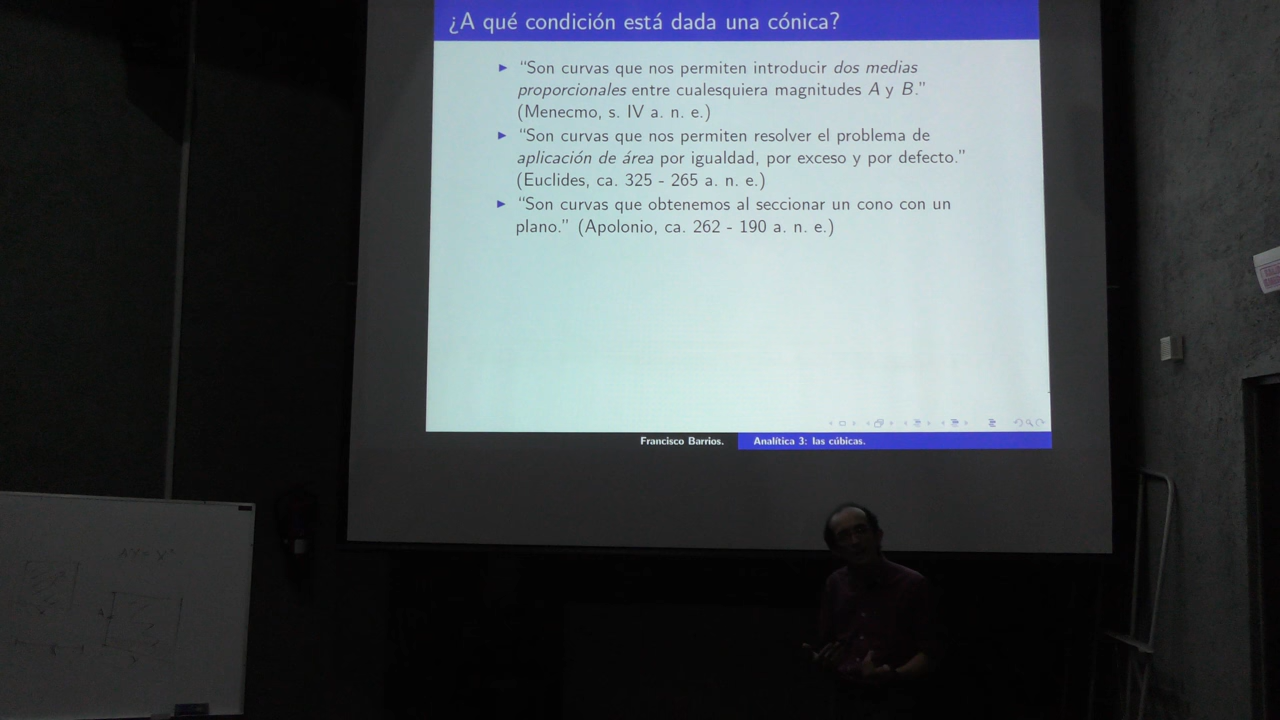 ¿A qué condición está dada una cónica?
► “Son curvas que nos permiten introducir dos medias
proporcionales entre cualesquiera magnitudes A y B.”
(Menecmo, s. IV a. n. e.)
► “Son curvas que nos permiten resolver el problema de
aplicación de área por igualdad, por exceso y por defecto.”
(Euclides, ca. 325 - 265 a. n. e.)
► “Son curvas que obtenemos al seccionar un cono con un
plano.” (Apolonio, ca. 262 - 190 a. n. e.)
Francisco Barrios. Analítica 3: las cúbicas.